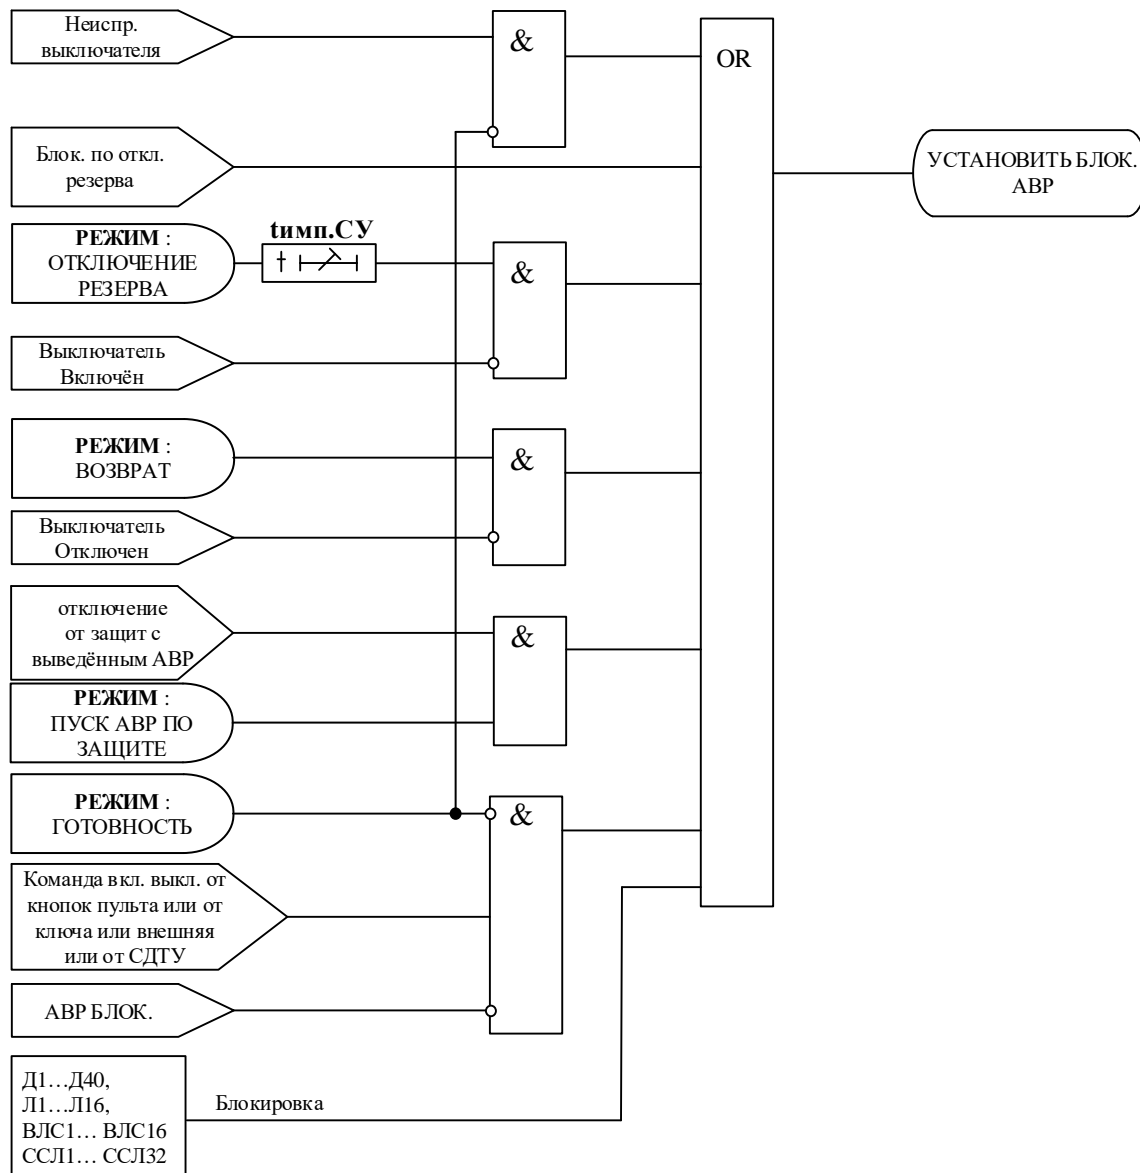 Неиспр.
выключателя
&
OR
Блок. по откл.
резерва
УСТАНОВИТЬ БЛОК.
АВР
РЕЖИМ :
ОТКЛЮЧЕНИЕ
РЕЗЕРВА
tимп.СУ
&
Выключатель
Включён
РЕЖИМ :
ВОЗВРАТ
&
Выключатель
Отключен
отключение
от защит с
выведённым АВР
&
РЕЖИМ :
ПУСК АВР ПО
ЗАЩИТЕ
РЕЖИМ :
ГОТОВНОСТЬ
&
Команда вкл. выкл. от
кнопок пульта или от
ключа или внешняя
или от СДТУ
АВР БЛОК.
Д1…Д40,
Л1…Л16,
ВЛС1… ВЛС16
ССЛ1… ССЛ32
Блокировка